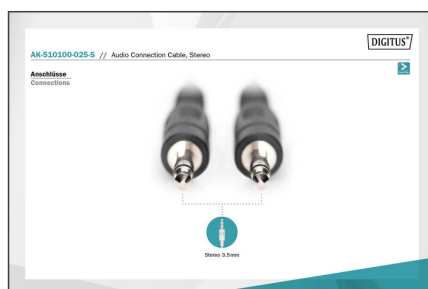 DIGITUS®
AK-510100-025-S // Audio Connection Cable, Stereo
Anschlüsse
Connections
Stereo 3.5mm